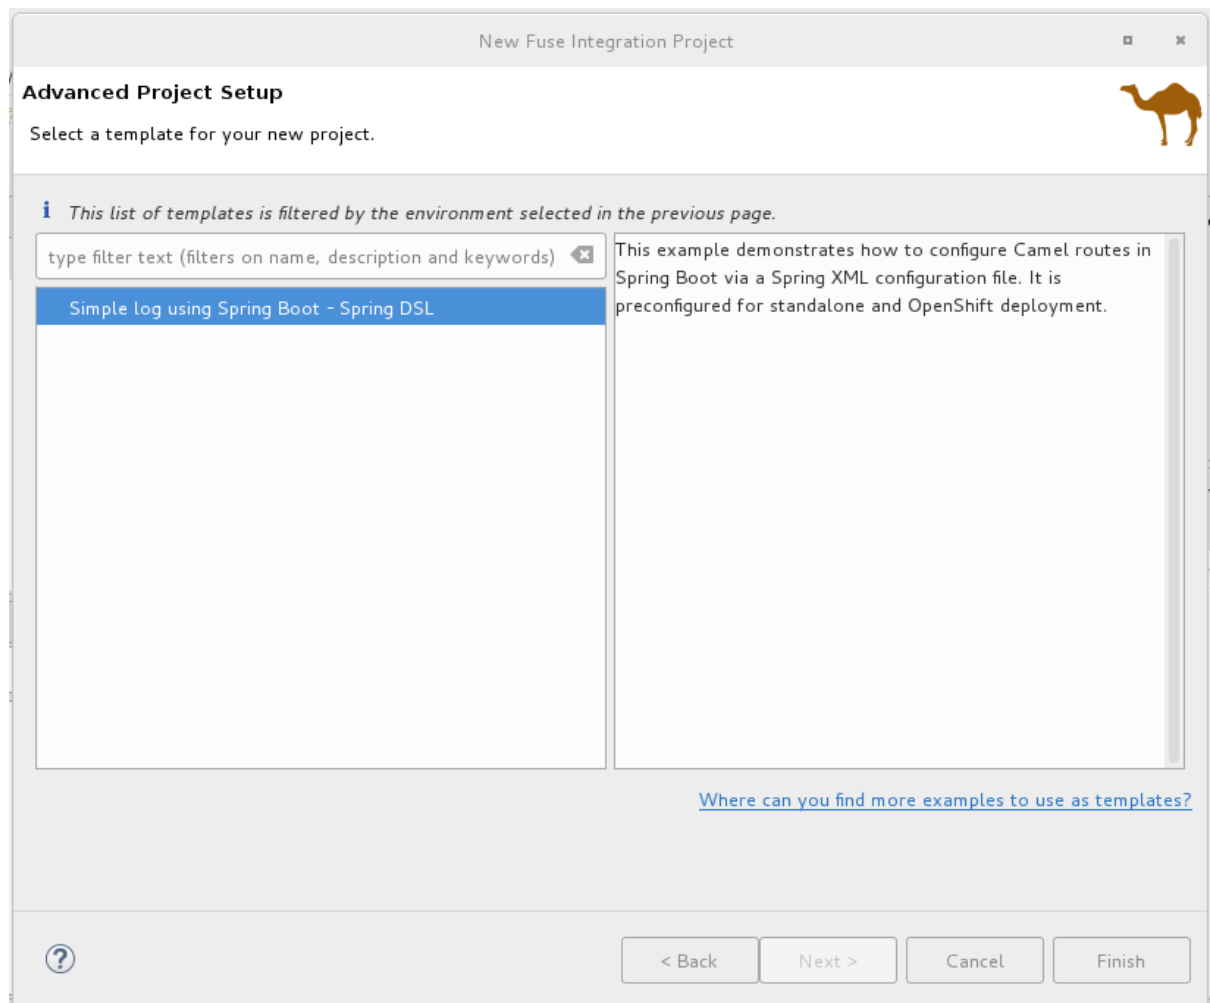 New Fuse Integration Project
Advanced Project Setup
Select a template for your new project.
i This list of templates is filtered by the environment selected in the previous page.
type filter text (filters on name, description and keywords)
Simple log using Spring Boot - Spring DSL
This example demonstrates how to configure Camel routes in
Spring Boot via a Spring XML configuration file. It is
preconfigured for standalone and OpenShift deployment.
Where can you find more examples to use as templates?
?
< Back
Next >
Cancel
Finish